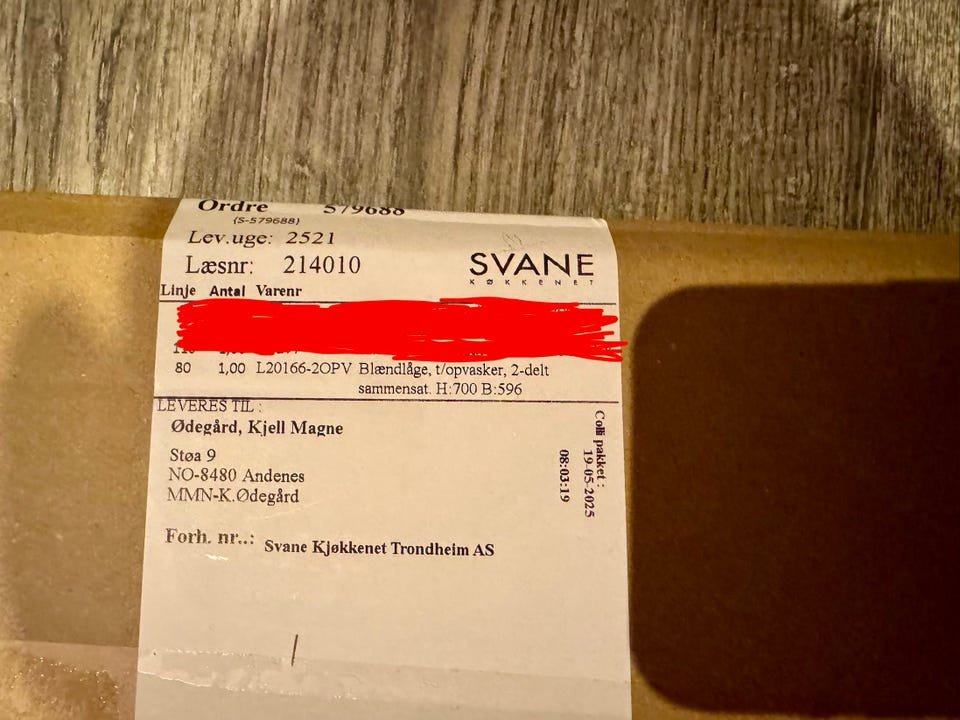 Ordre 579688
(S-579688)
Lev.uge: 2521
Læsnr: 214010
SVANE
KØKKENET
Linje Antal Varenr
80 1,00 L20166-2OPV Blændlåge, t/opvasker, 2-delt
sammensat. H:700 B:596
LEVERES TIL :
Ødegård, Kjell Magne
Støa 9
NO-8480 Andenes
MMN-K.Ødegård
Forh. nr..: Svane Kjøkkenet Trondheim AS
Colli pakket :
19-05-2025
08:03:19